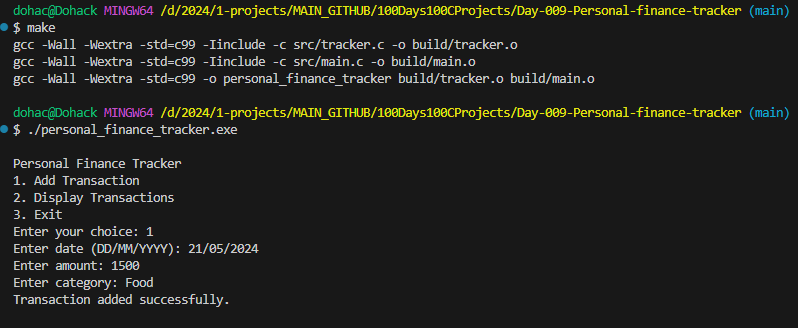 dohac@Dohack MINGW64 /d/2024/1-projects/MAIN_GITHUB/100Days100CProjects/Day-009-Personal-finance-tracker (main)
$ make
gcc -Wall -Wextra -std=c99 -Iinclude -c src/tracker.c -o build/tracker.o
gcc -Wall -Wextra -std=c99 -Iinclude -c src/main.c -o build/main.o
gcc -Wall -Wextra -std=c99 -o personal_finance_tracker build/tracker.o build/main.o
dohac@Dohack MINGW64 /d/2024/1-projects/MAIN_GITHUB/100Days100CProjects/Day-009-Personal-finance-tracker (main)
$ ./personal_finance_tracker.exe
Personal Finance Tracker
1. Add Transaction
2. Display Transactions
3. Exit
Enter your choice: 1
Enter date (DD/MM/YYYY): 21/05/2024
Enter amount: 1500
Enter category: Food
Transaction added successfully.